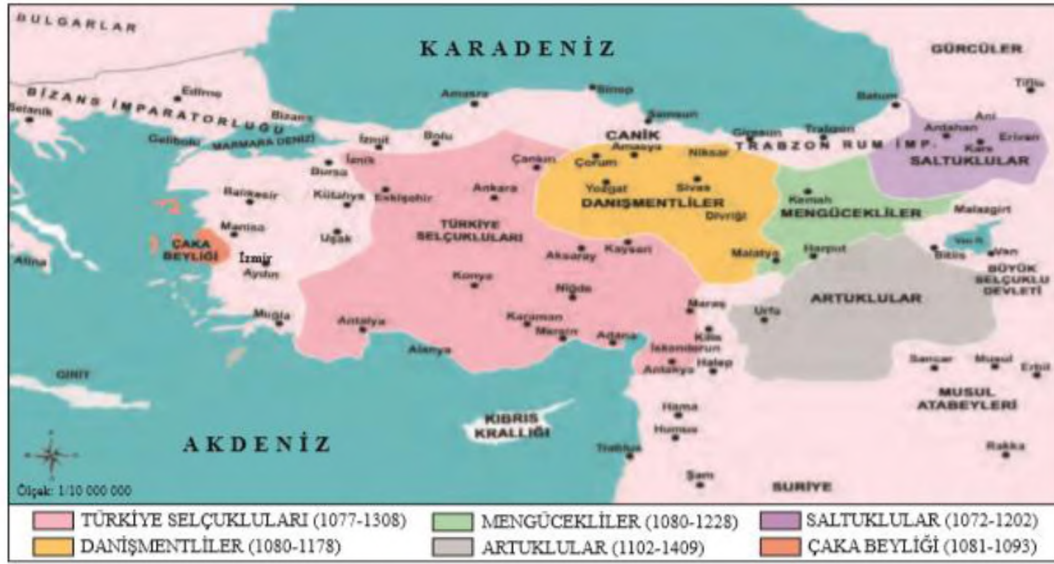 BULGARLAR
KARADENİZ
GÜRCÜLER
Tiflis
Edirne
BİZANS İMPARATORLUĞU
Bizans
Selanik
Gelibolu
MARMARA DENİZİ
İzmit
Bolu
Amasra
Sinop
Samsun
CANİK
Giresun
Trabzon
TRABZON RUM İMP.
Batum
Ani
Ardahan
Kars
Erivan
SALTUKLULAR
İznik
Bursa
Çankırı
Çorum
Amasya
Niksar
Balıkesir
Kütahya
Eskişehir
Ankara
Yozgat
Sivas
DANİŞMENTLİLER
Divriği
Kemah
MENGÜCEKLİLER
Malazgirt
Manisa
Uşak
TÜRKİYE
SELÇUKLULARI
Kayseri
Aksaray
Malatya
Harput
Van G.
Van
Bitlis
BÜYÜK
SELÇUKLU
DEVLETİ
ÇAKA
BEYLİĞİ
İzmir
Aydın
Atina
Konya
Niğde
ARTUKLULAR
Maraş
Urfa
Muğla
Antalya
Karaman
Mersin
Adana
Kilis
Alanya
İskenderun
Antakya
Halep
Sancar
Musul
Erbil
GİRİT
MUSUL
ATABEYLERİ
KIBRIS
KRALLIĞI
Hama
Humus
AKDENİZ
Trablus
Rakka
Şam
SURİYE
Ölçek: 1/10 000 000
TÜRKİYE SELÇUKLULARI (1077-1308)
MENGÜCEKLİLER (1080-1228)
SALTUKLULAR (1072-1202)
DANİŞMENTLİLER (1080-1178)
ARTUKLULAR (1102-1409)
ÇAKA BEYLİĞİ (1081-1093)